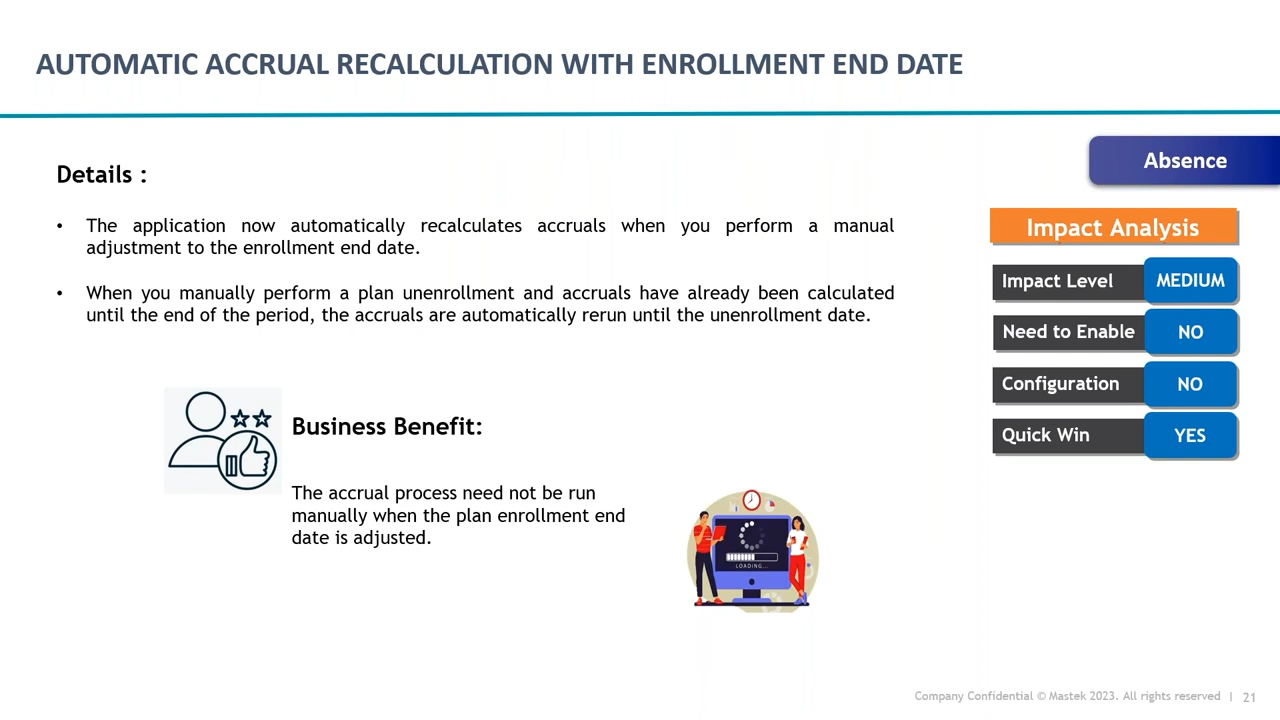 AUTOMATIC ACCRUAL RECALCULATION WITH ENROLLMENT END DATE
Absence
Details :
• The application now automatically recalculates accruals when you perform a manual
adjustment to the enrollment end date.
• When you manually perform a plan unenrollment and accruals have already been calculated
until the end of the period, the accruals are automatically rerun until the unenrollment date.
Impact Analysis
Impact Level MEDIUM
Need to Enable NO
Configuration NO
Quick Win YES
Business Benefit:
The accrual process need not be run
manually when the plan enrollment end
date is adjusted.
LOADING...
Company Confidential © Mastek 2023. All rights reserved | 21